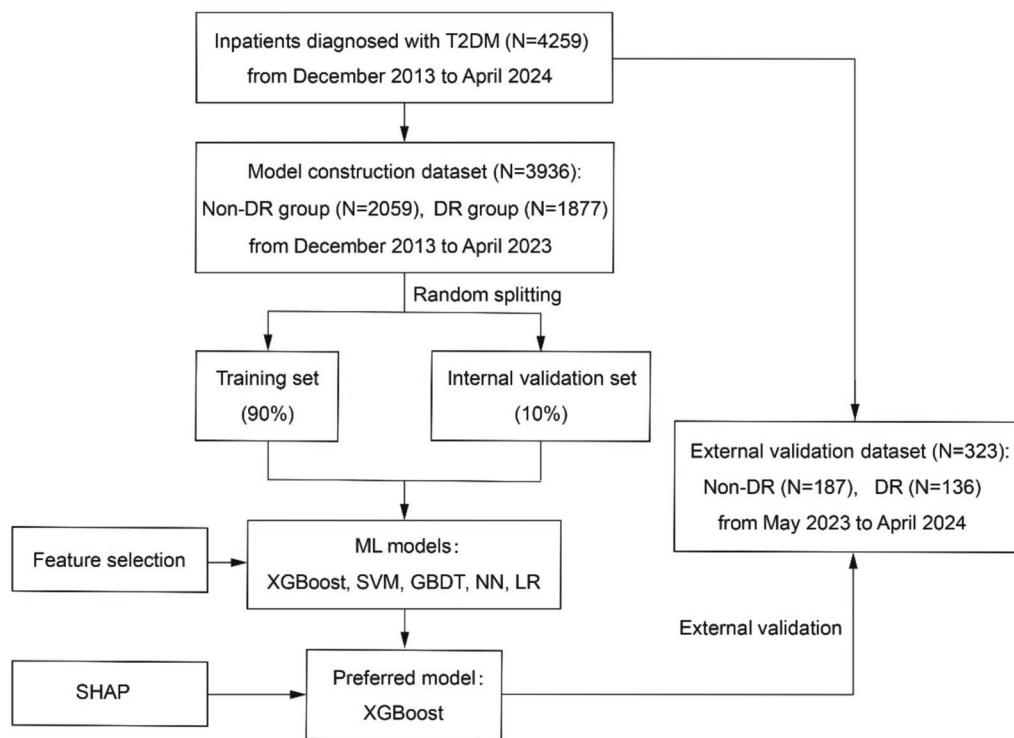 Inpatients diagnosed with T2DM (N=4259)
from December 2013 to April 2024
Model construction dataset (N=3936):
Non-DR group (N=2059), DR group (N=1877)
from December 2013 to April 2023
Random splitting
Training set
(90%)
Internal validation set
(10%)
External validation dataset (N=323):
Non-DR (N=187), DR (N=136)
from May 2023 to April 2024
Feature selection
ML models:
XGBoost, SVM, GBDT, NN, LR
External validation
SHAP
Preferred model:
XGBoost